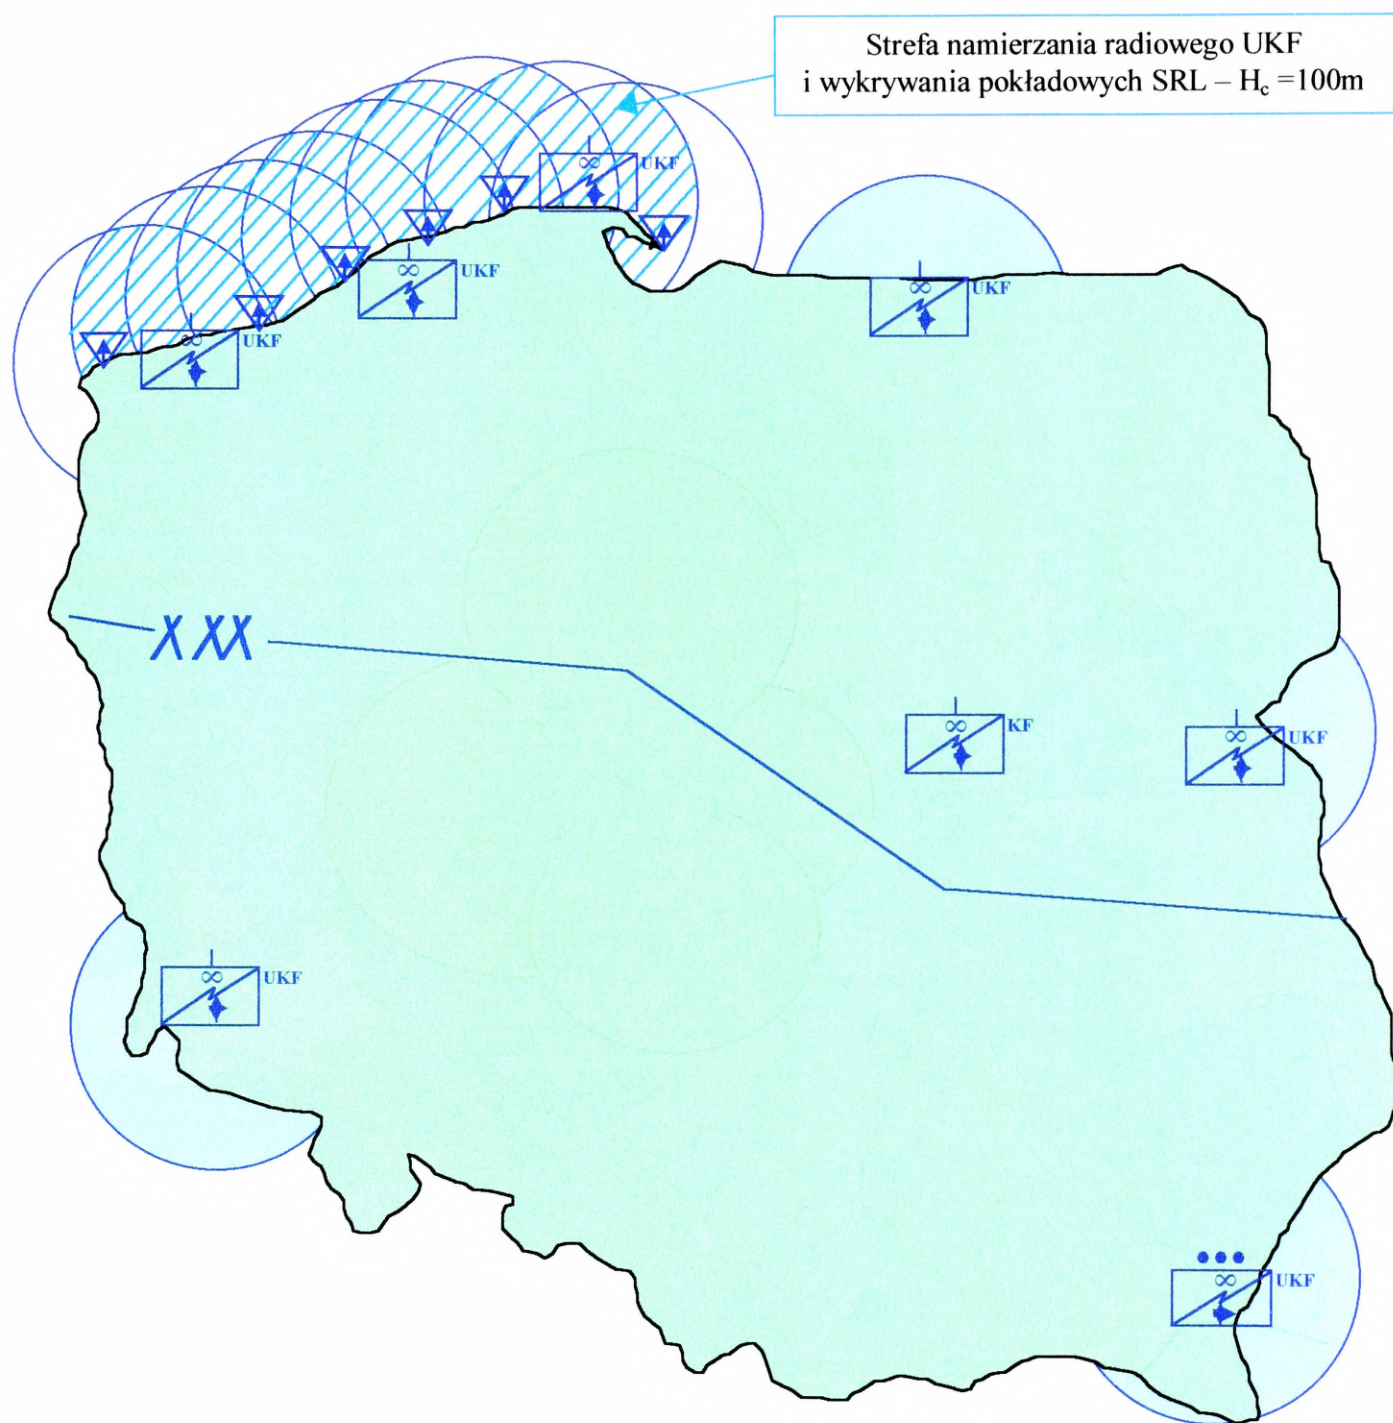 Strefa namierzania radiowego UKF
i wykrywania pokładowych SRL – Hc =100m
UKF
UKF
UKF
UKF
XXX
KF
UKF
UKF
UKF